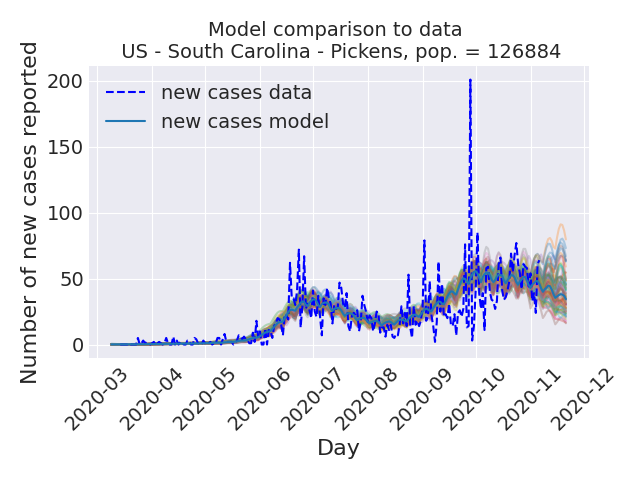 Model comparison to data
US - South Carolina - Pickens, pop. = 126884
Number of new cases reported
200
150
100
50
0
new cases data
new cases model
2020-03
2020-04
2020-05
2020-06
2020-07
2020-08
2020-09
2020-10
2020-11
2020-12
Day